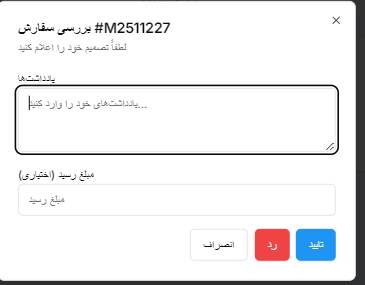 بررسی سفارش #M2511227
لطفاً تصمیم خود را اعلام کنید
یادداشت‌ها
یادداشت‌های خود را وارد کنید...
مبلغ رسید (اختیاری)
مبلغ رسید
تایید
رد
انصراف